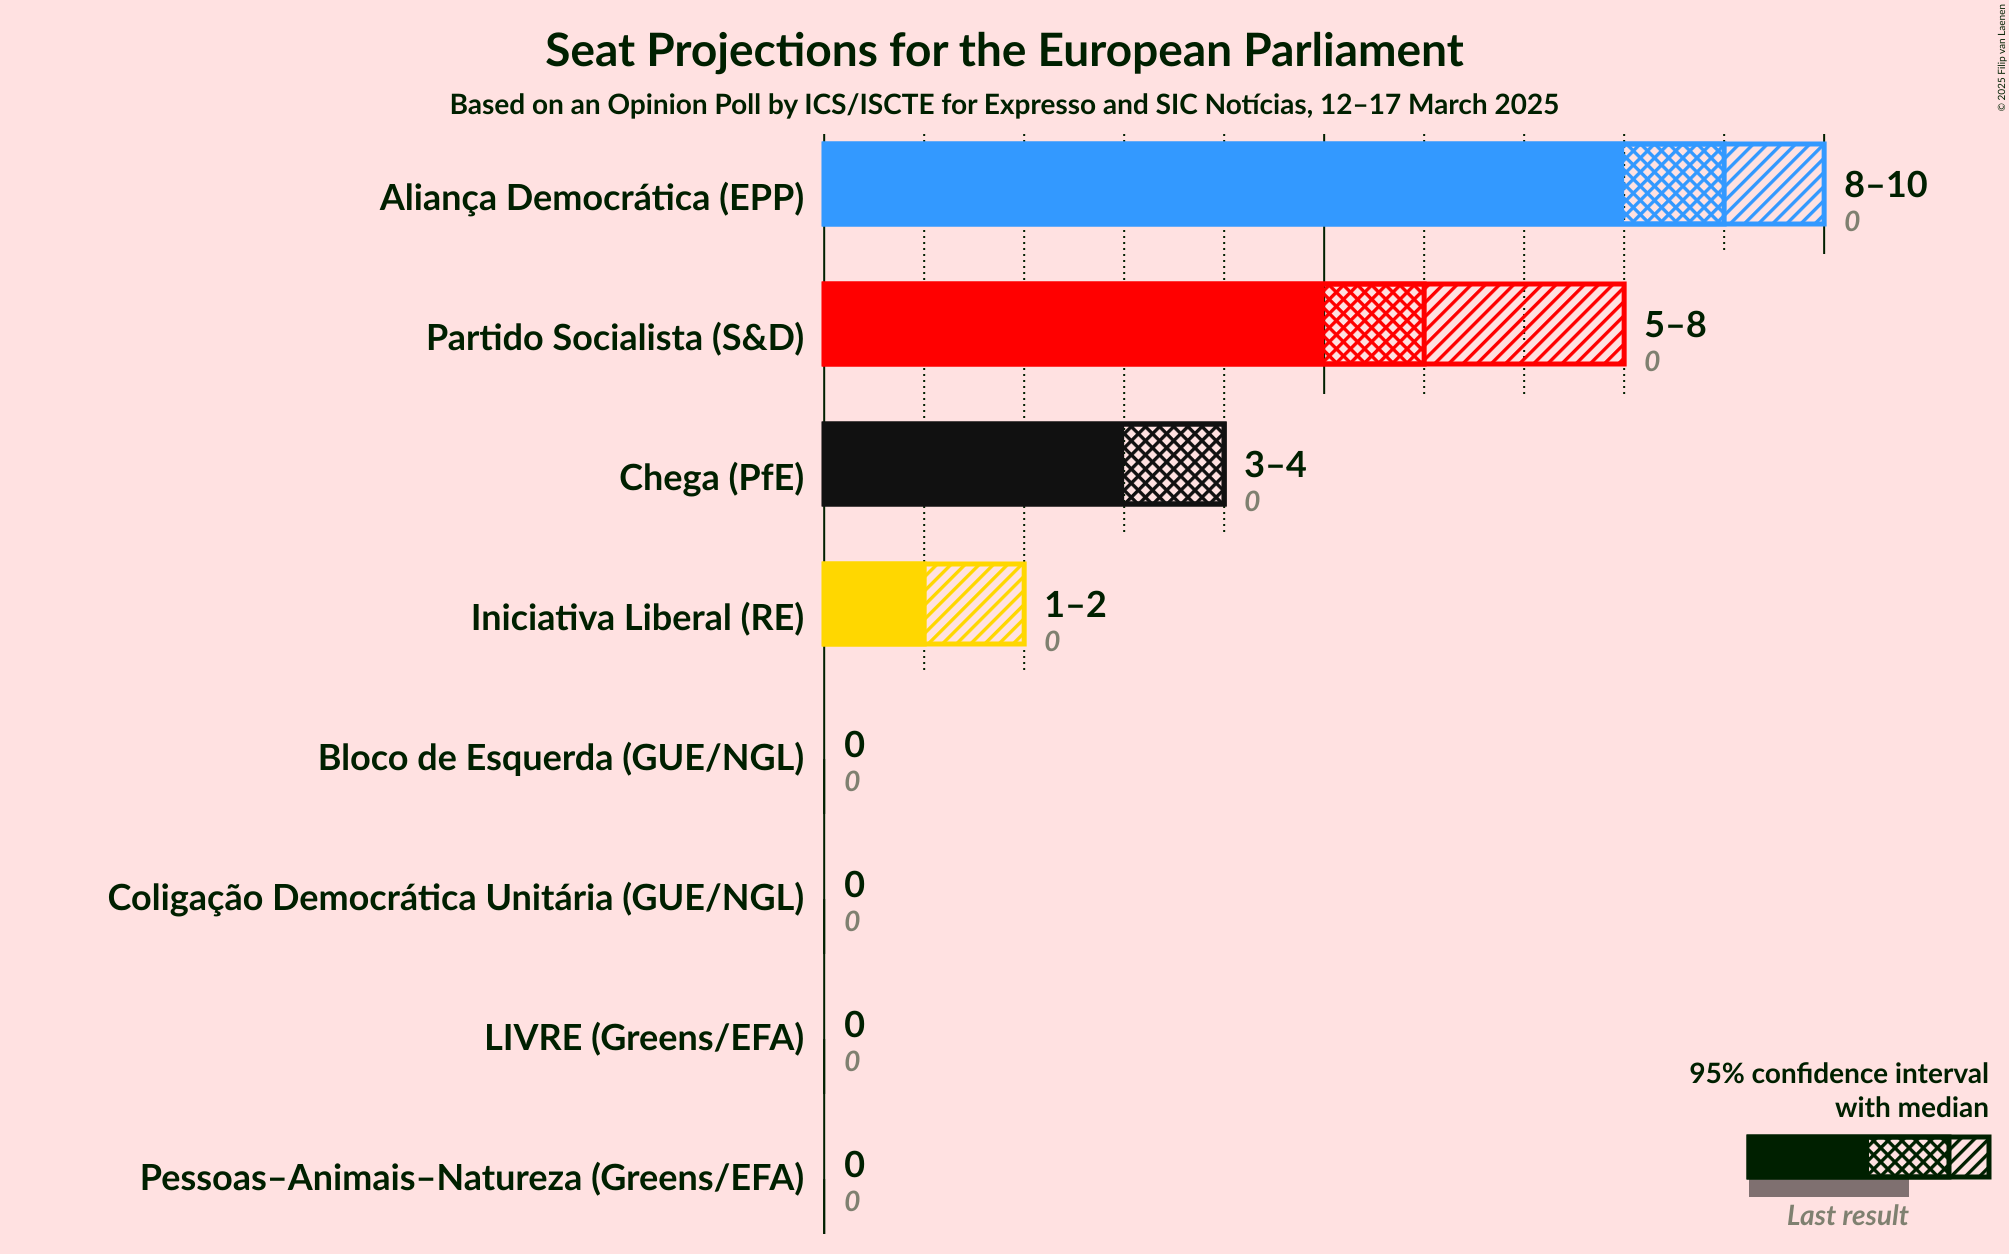 Seat Projections for the European Parliament
Based on an Opinion Poll by ICS/ISCTE for Expresso and SIC Notícias, 12–17 March 2025
© 2025 Filip van Laenen
Aliança Democrática (EPP)
8–10
0
Partido Socialista (S&D)
5–8
0
Chega (PfE)
3–4
0
Iniciativa Liberal (RE)
1–2
0
Bloco de Esquerda (GUE/NGL)
0
0
Coligação Democrática Unitária (GUE/NGL)
0
0
LIVRE (Greens/EFA)
0
0
Pessoas–Animais–Natureza (Greens/EFA)
0
0
95% confidence interval
with median
Last result